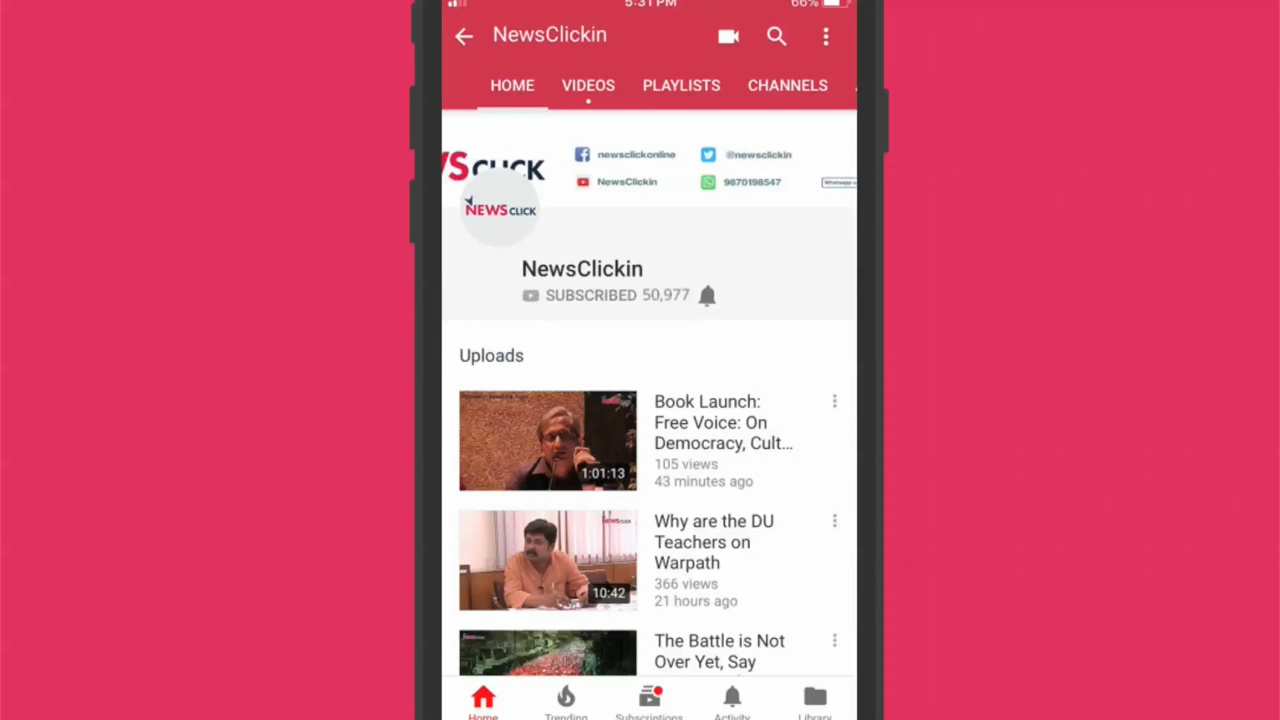 5:31 PM
66%
NewsClickin
HOME
VIDEOS
PLAYLISTS
CHANNELS
CLICK
newsclickonline
@newsclickin
NewsClickin
9870198547
NEWSCLICK
NewsClickin
SUBSCRIBED 50,977
Uploads
Book Launch:
Free Voice: On
Democracy, Cult...
105 views
43 minutes ago
1:01:13
Why are the DU
Teachers on
Warpath
366 views
21 hours ago
NEWSCLICK
10:42
The Battle is Not
Over Yet, Say
Home
Trending
Subscriptions
Activity
Library